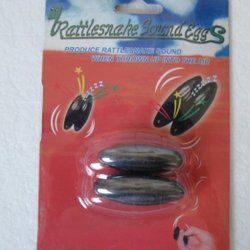 Rattlesnake Sound Eggs
PRODUCE RATTLESNAKE SOUND
WHEN THROWN UP INTO THE AIR